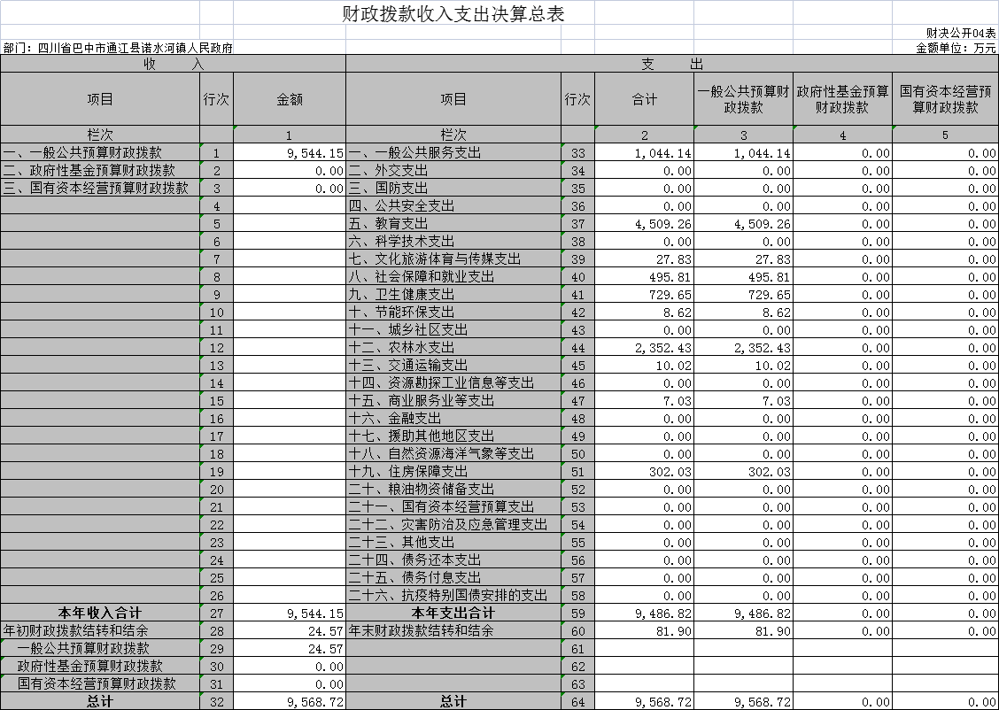 财政拨款收入支出决算总表
财决公开04表
部门：四川省巴中市通江县诺水河镇人民政府 金额单位：万元
收 入 支 出
项目 行次 金额 项目 行次 合计 一般公共预算财政拨款 政府性基金预算财政拨款 国有资本经营预算财政拨款
栏次 1 栏次 2 3 4 5
一、一般公共预算财政拨款 1 9,544.15 一、一般公共服务支出 33 1,044.14 1,044.14 0.00 0.00
二、政府性基金预算财政拨款 2 0.00 二、外交支出 34 0.00 0.00 0.00 0.00
三、国有资本经营预算财政拨款 3 0.00 三、国防支出 35 0.00 0.00 0.00 0.00
4 四、公共安全支出 36 0.00 0.00 0.00 0.00
5 五、教育支出 37 4,509.26 4,509.26 0.00 0.00
6 六、科学技术支出 38 0.00 0.00 0.00 0.00
7 七、文化旅游体育与传媒支出 39 27.83 27.83 0.00 0.00
8 八、社会保障和就业支出 40 495.81 495.81 0.00 0.00
9 九、卫生健康支出 41 729.65 729.65 0.00 0.00
10 十、节能环保支出 42 8.62 8.62 0.00 0.00
11 十一、城乡社区支出 43 0.00 0.00 0.00 0.00
12 十二、农林水支出 44 2,352.43 2,352.43 0.00 0.00
13 十三、交通运输支出 45 10.02 10.02 0.00 0.00
14 十四、资源勘探工业信息等支出 46 0.00 0.00 0.00 0.00
15 十五、商业服务业等支出 47 7.03 7.03 0.00 0.00
16 十六、金融支出 48 0.00 0.00 0.00 0.00
17 十七、援助其他地区支出 49 0.00 0.00 0.00 0.00
18 十八、自然资源海洋气象等支出 50 0.00 0.00 0.00 0.00
19 十九、住房保障支出 51 302.03 302.03 0.00 0.00
20 二十、粮油物资储备支出 52 0.00 0.00 0.00 0.00
21 二十一、国有资本经营预算支出 53 0.00 0.00 0.00 0.00
22 二十二、灾害防治及应急管理支出 54 0.00 0.00 0.00 0.00
23 二十三、其他支出 55 0.00 0.00 0.00 0.00
24 二十四、债务还本支出 56 0.00 0.00 0.00 0.00
25 二十五、债务付息支出 57 0.00 0.00 0.00 0.00
26 二十六、抗疫特别国债安排的支出 58 0.00 0.00 0.00 0.00
本年收入合计 27 9,544.15 本年支出合计 59 9,486.82 9,486.82 0.00 0.00
年初财政拨款结转和结余 28 24.57 年末财政拨款结转和结余 60 81.90 81.90 0.00 0.00
一般公共预算财政拨款 29 24.57 61
政府性基金预算财政拨款 30 0.00 62
国有资本经营预算财政拨款 31 0.00 63
总计 32 9,568.72 总计 64 9,568.72 9,568.72 0.00 0.00